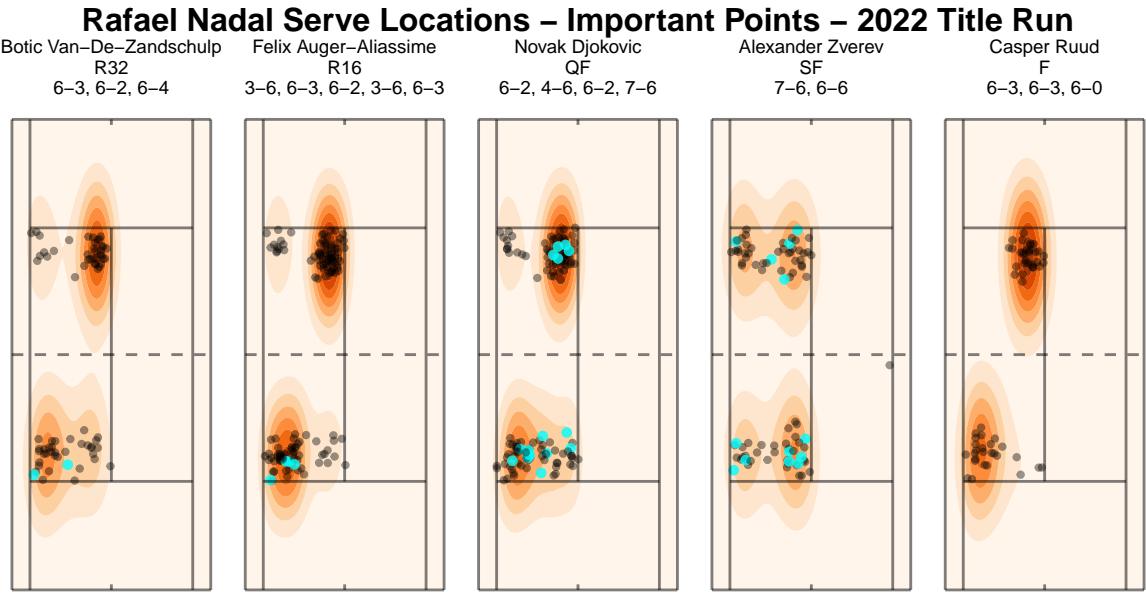 Rafael Nadal Serve Locations – Important Points – 2022 Title Run
Botic Van–De–Zandschulp
R32
6–3, 6–2, 6–4
Felix Auger–Aliassime
R16
3–6, 6–3, 6–2, 3–6, 6–3
Novak Djokovic
QF
6–2, 4–6, 6–2, 7–6
Alexander Zverev
SF
7–6, 6–6
Casper Ruud
F
6–3, 6–3, 6–0